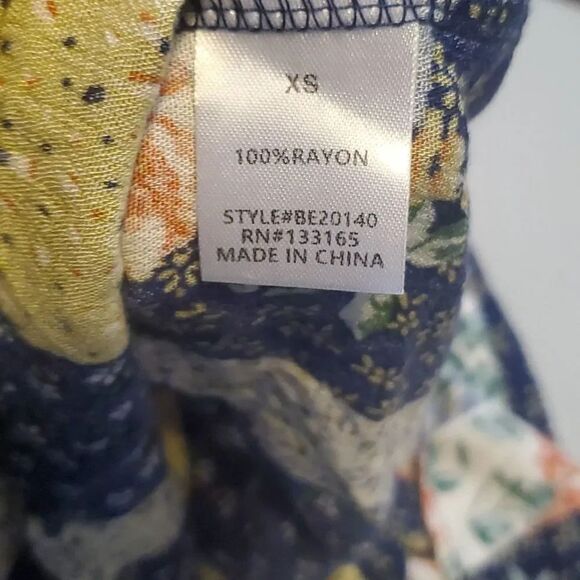 XS
100%RAYON
STYLE#BE20140
RN#133165
MADE IN CHINA